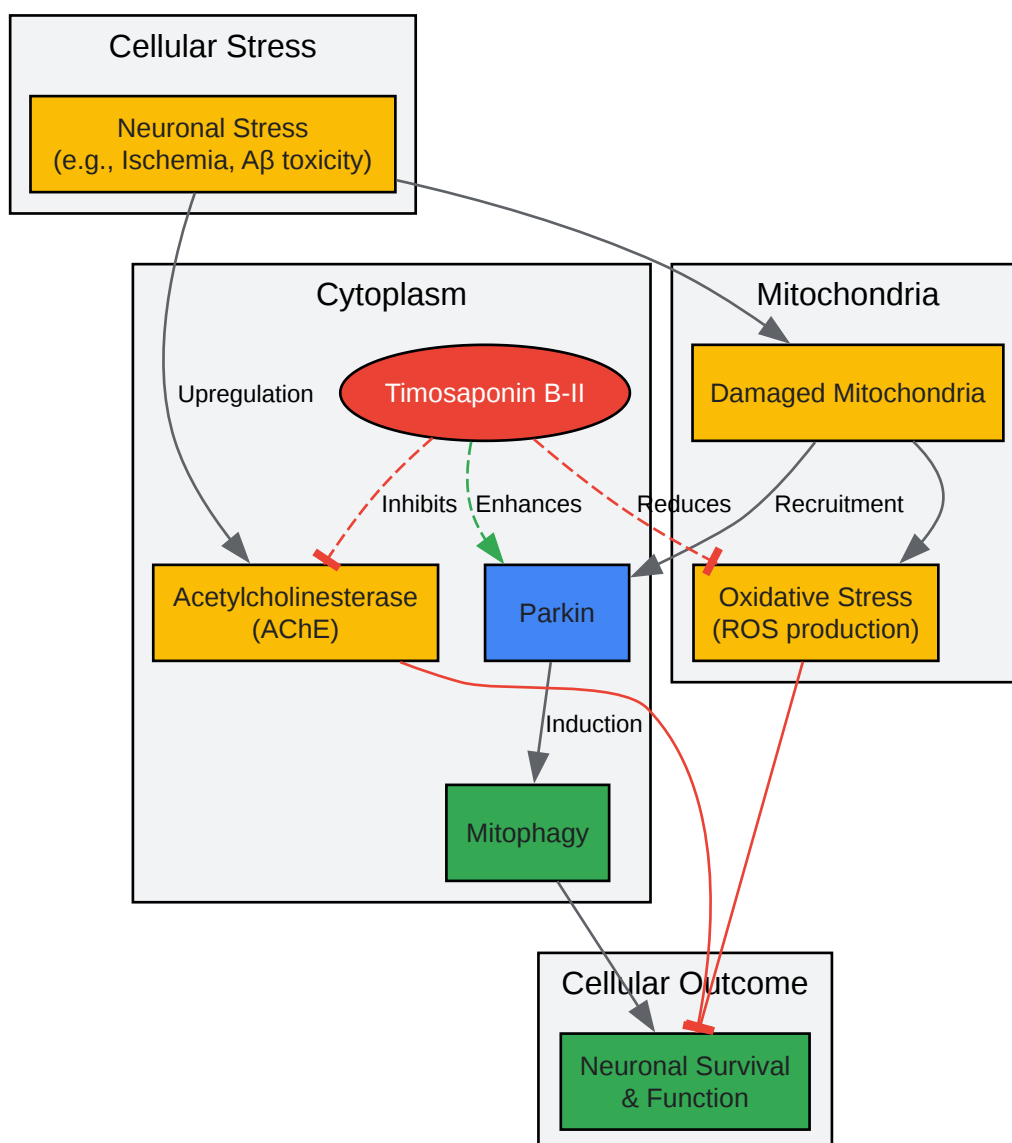 Cellular Stress
Neuronal Stress
(e.g., Ischemia, Aβ toxicity)
Cytoplasm
Mitochondria
Upregulation
Timosaponin B-II
Damaged Mitochondria
Inhibits
Enhances
Reduces
Recruitment
Acetylcholinesterase
(AChE)
Parkin
Oxidative Stress
(ROS production)
Induction
Mitophagy
Cellular Outcome
Neuronal Survival
& Function